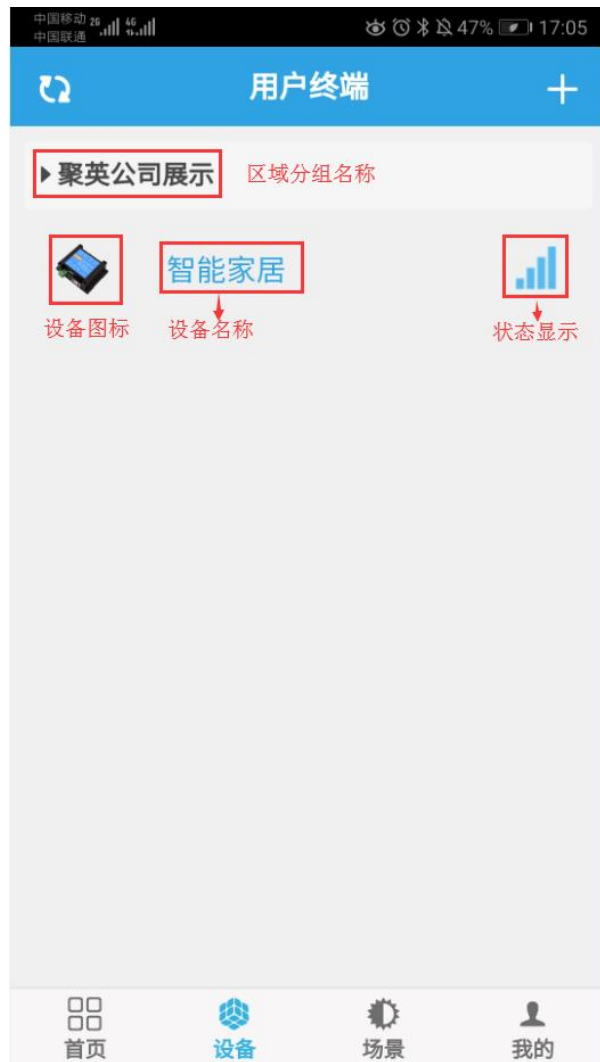 中国移动 2G 4G
中国联通
47% 17:05
用户终端
聚英公司展示 区域分组名称
智能家居
设备图标 设备名称 状态显示
首页 设备 场景 我的